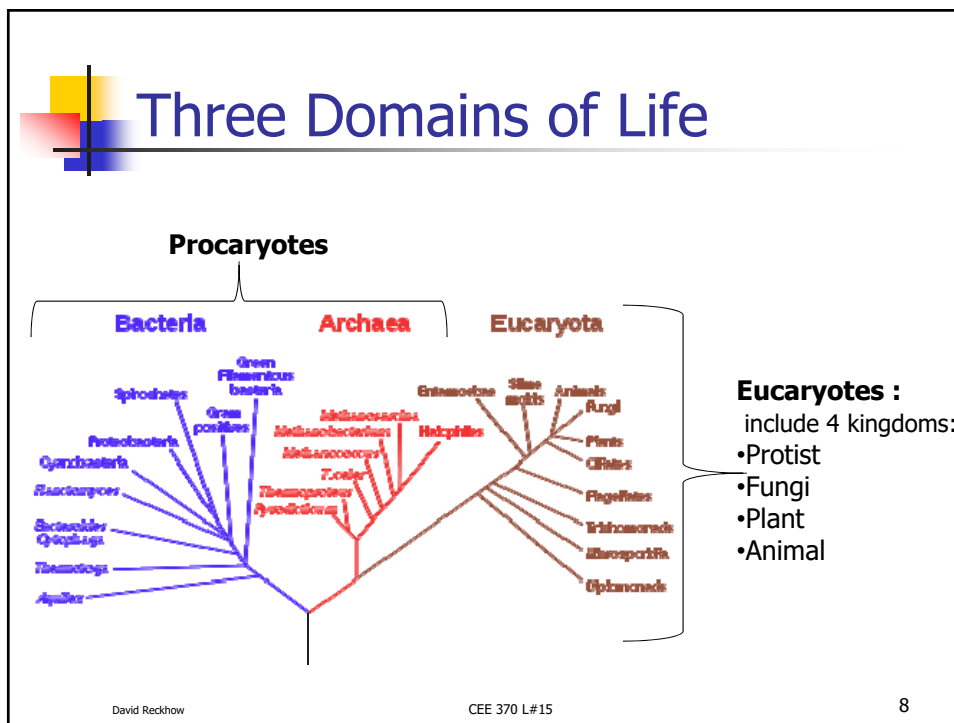 Three Domains of Life
Procaryotes
Bacteria
Archaea
Eucaryota
Green
Filamentous
bacteria
Spirochetes
Gram
positives
Proteobacteria
Cyanobacteria
Planctomyces
Bacteroides
Cytophaga
Thermotoga
Aquifex
Methanosarcina
Methanobacterium
Halophiles
Methanococcus
T.celer
Thermoproteus
Pyrodicticum
Entamoebae
Slime
molds
Animals
Fungi
Plants
Ciliates
Flagellates
Trichomonads
Microsporidia
Diplomonads
Eucaryotes :
include 4 kingdoms:
•Protist
•Fungi
•Plant
•Animal
David Reckhow
CEE 370 L#15
8